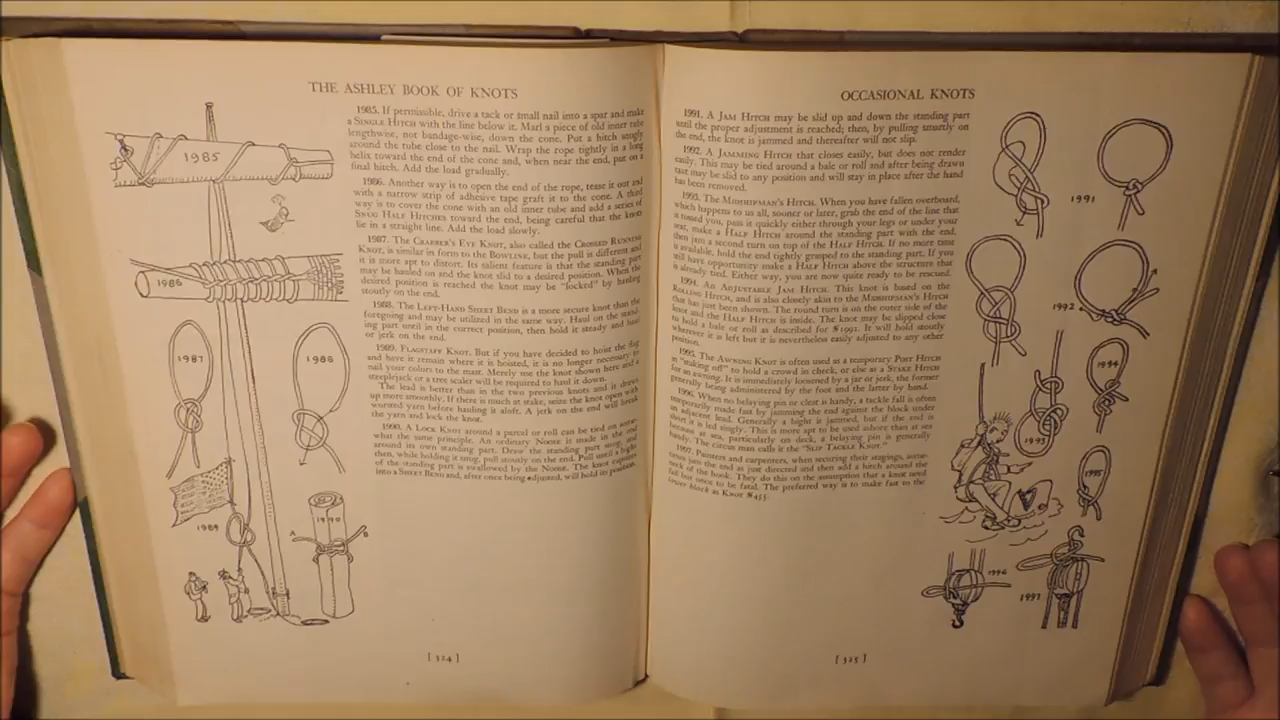 THE ASHLEY BOOK OF KNOTS
1985. If permissible, drive a tack or small nail into a spar and make
a SINGLE HITCH with the line below it. Marl a piece of old inner tube
lengthwise, not bandage-wise, down the cone. Put a hitch snugly
around the tube close to the nail. Wrap the rope tightly in a long
helix toward the end of the cone and, when near the end, put on a
final hitch. Add the load gradually.
1986. Another way is to open the end of the rope, tease it out and
with a narrow strip of adhesive tape graft it to the cone. A third
way is to cover the cone with an old inner tube and add a series of
SNUG HALF HITCHES toward the end, being careful that the knots
lie in a straight line. Add the load slowly.
1987. The CRABBER'S EYE KNOT, also called the CROSSED RUNNING
KNOT, is similar in form to the BOWLINE, but the pull is different and
it is more apt to distort. Its salient feature is that the standing part
may be hauled on and the knot slid to a desired position. When the
desired position is reached the knot may be "locked" by hauling
stoutly on the end.
1988. The LEFT-HAND SHEET BEND is a more secure knot than the
foregoing and may be utilized in the same way. Haul on the stand-
ing part until in the correct position, then hold it steady and haul
or jerk on the end.
1989. FLAGSTAFF KNOT. But if you have decided to hoist the flag
and have it remain where it is hoisted, it is no longer necessary to
nail your colors to the mast. Merely use the knot shown here and a
steeplejack or a tree scaler will be required to haul it down.
The lead is better than in the two previous knots and it draws
up more smoothly. If there is much at stake, seize the knot open with
worsted yarn before hauling it aloft. A jerk on the end will break
the yarn and lock the knot.
1990. A LOCK KNOT around a parcel or roll can be tied on some-
what the same principle. An ordinary NOOSE is made in the end
around its own standing part. Draw the standing part snug, and
then, while holding it snug, pull stoutly on the end. Pull until a bight
of the standing part is swallowed by the NOOSE. The knot capsizes
into a SHEET BEND and, after once being adjusted, will hold its position.
1985
1986
1987
1988
1989
1990
A
B
[ 324 ]
OCCASIONAL KNOTS
1991. A JAM HITCH may be slid up and down the standing part
until the proper adjustment is reached; then, by pulling smartly on
the end, the knot is jammed and thereafter will not slip.
1992. A JAMMING HITCH that closes easily, but does not render
easily. This may be tied around a bale or roll and after being drawn
taut may be slid to any position and will stay in place after the hand
has been removed.
1993. The MIDSHIPMAN'S HITCH. When you have fallen overboard,
which happens to us all, sooner or later, grab the end of the line that
is tossed you, pass it quickly either through your legs or under your
seat, make a HALF HITCH around the standing part with the end,
then jam a second turn on top of the HALF HITCH. If no more time
is available, hold the end tightly grasped to the standing part. If you
still have opportunity make a HALF HITCH above the structure that
is already tied. Either way, you are now quite ready to be rescued.
1994. An ADJUSTABLE JAM HITCH. This knot is based on the
ROLLING HITCH, and is also closely akin to the MIDSHIPMAN'S HITCH
that has just been shown. The round turn is on the outer side of the
knot and the HALF HITCH is inside. The knot may be slipped close
to hold a bale or roll as described for #1992. It will hold stoutly
wherever it is left but it is nevertheless easily adjusted to any other
position.
1995. The AWNING KNOT is often used as a temporary POST HITCH
in "staking off" to hold a crowd in check, or else as a STAKE HITCH
for an awning. It is immediately loosened by a jar or jerk, the former
generally being administered by the foot and the latter by hand.
1996. When no belaying pin or cleat is handy, a tackle fall is often
temporarily made fast by jamming the end against the block under
an adjacent lead. Generally a bight is jammed, but if the end is
short it is led singly. This is more apt to be used ashore than at sea
because at sea, particularly on deck, a belaying pin is generally
handy. The circus man calls it the "SLIP TACKLE KNOT."
1997. Painters and carpenters, when securing their stagings, some-
times jam the end as just directed and then add a hitch around the
neck of the hook. They do this on the assumption that a knot need
fail but once to be fatal. The preferred way is to make fast to the
lower block as KNOT #455.
1991
1992
1993
1994
1995
1996
1997
[ 325 ]